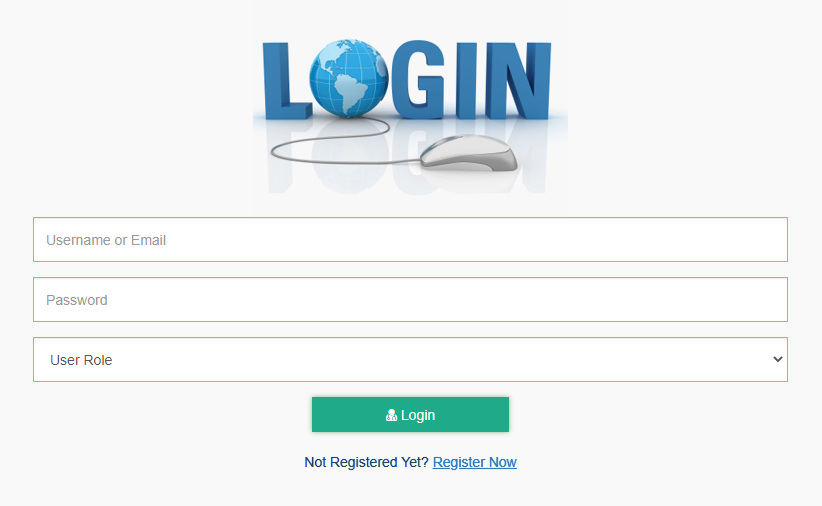 LOGIN
Username or Email
Password
User Role
Login
Not Registered Yet? Register Now